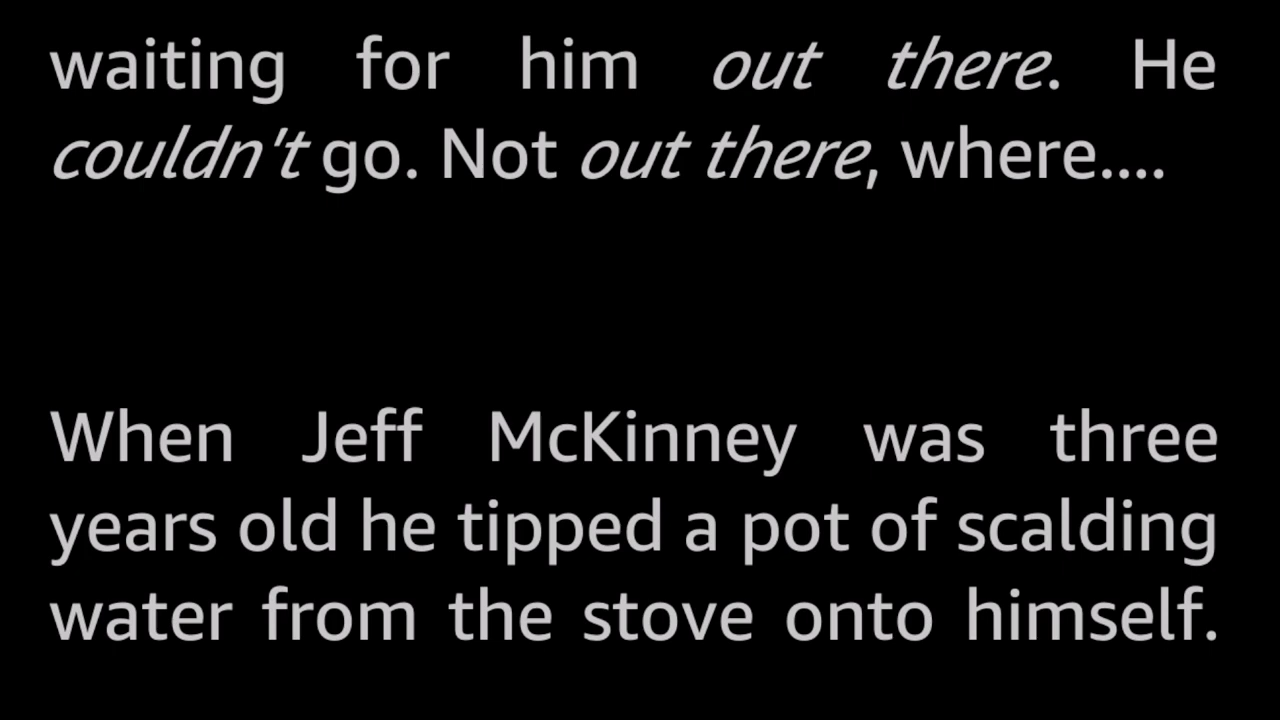 waiting for him out there. He
couldn't go. Not out there, where....
When Jeff McKinney was three
years old he tipped a pot of scalding
water from the stove onto himself.